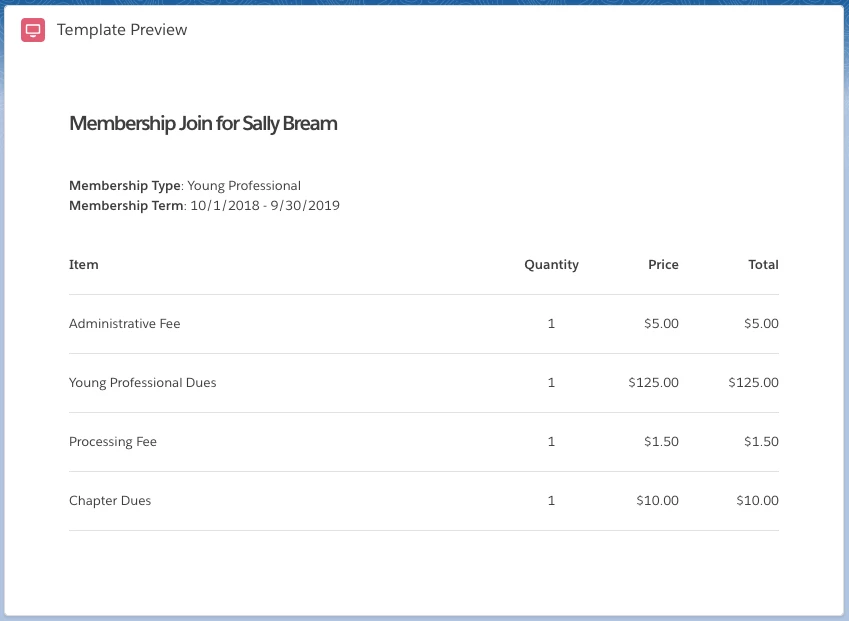 Template Preview
Membership Join for Sally Bream
Membership Type: Young Professional
Membership Term: 10/1/2018 - 9/30/2019
Item Quantity Price Total
Administrative Fee 1 $5.00 $5.00
Young Professional Dues 1 $125.00 $125.00
Processing Fee 1 $1.50 $1.50
Chapter Dues 1 $10.00 $10.00